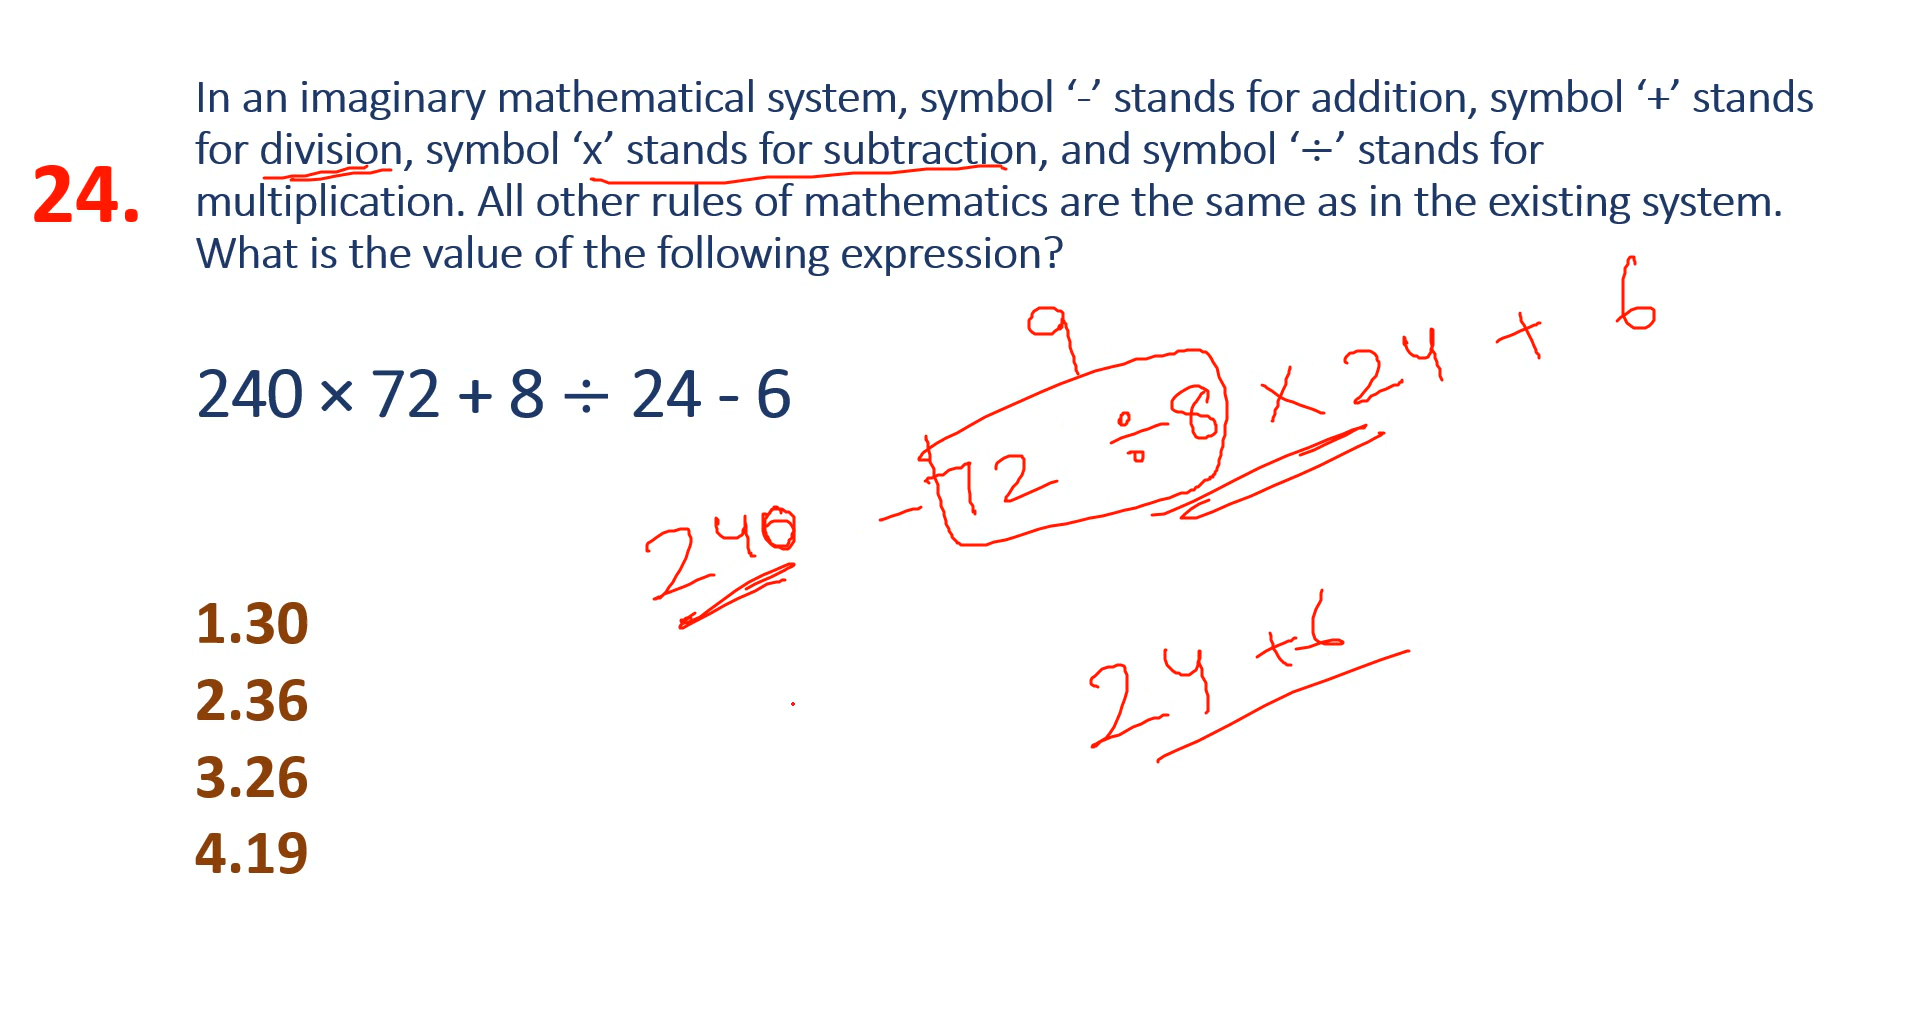 In an imaginary mathematical system, symbol ‘-’ stands for addition, symbol ‘+’ stands
for division, symbol ‘x’ stands for subtraction, and symbol ‘÷’ stands for
24.
multiplication. All other rules of mathematics are the same as in the existing system.
What is the value of the following expression?
9
240 × 72 + 8 ÷ 24 - 6
240 - 72 ÷ 8 × 24 + 6
24 + 6
1.30
2.36
3.26
4.19